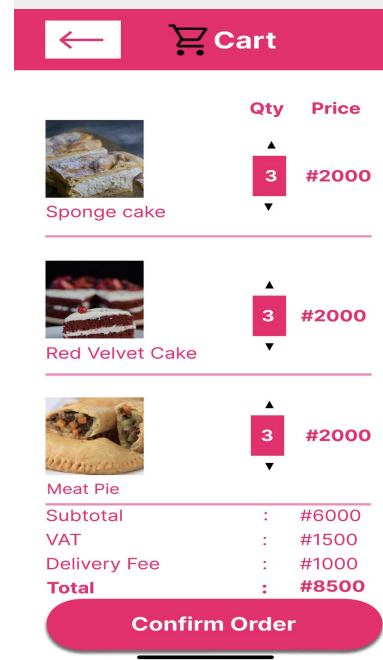 Cart
Qty Price
3 #2000
Sponge cake
3 #2000
Red Velvet Cake
3 #2000
Meat Pie
Subtotal : #6000
VAT : #1500
Delivery Fee : #1000
Total : #8500
Confirm Order